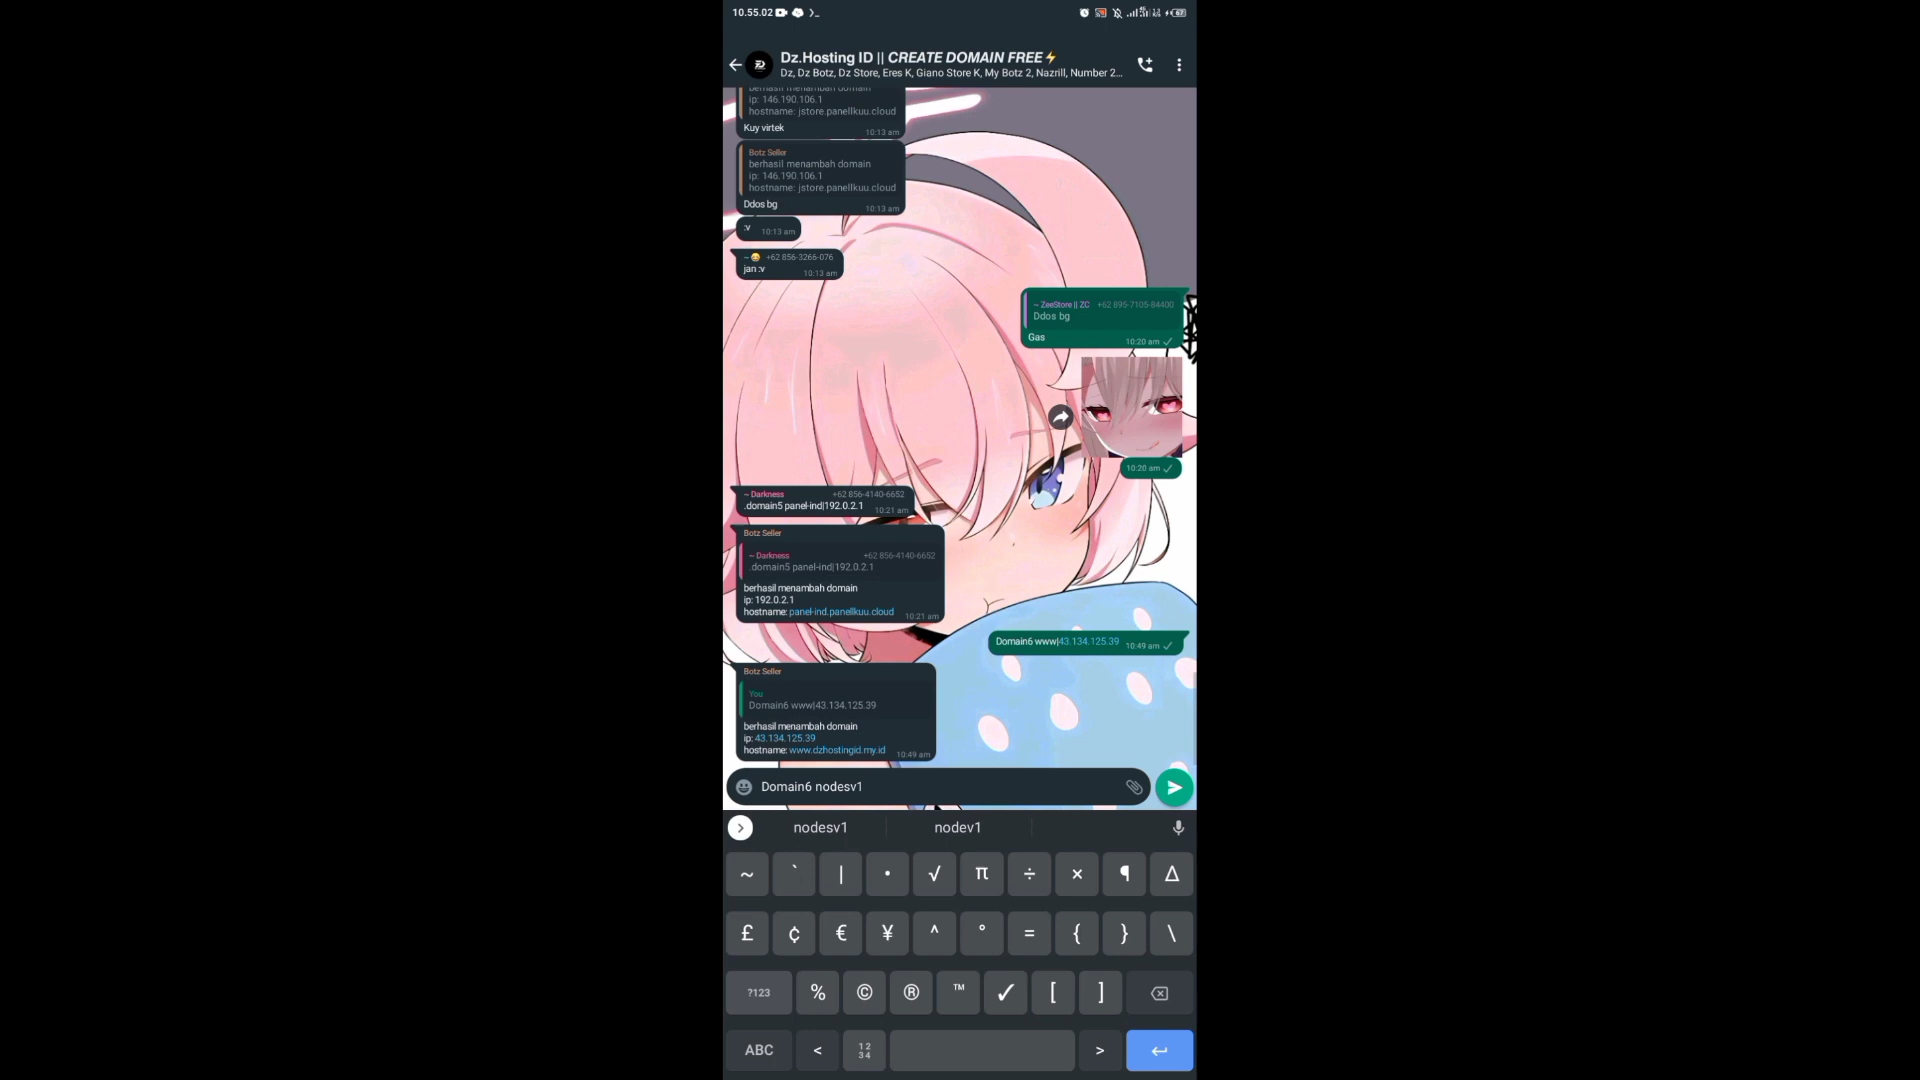 10.55.02
Dz.Hosting ID || CREATE DOMAIN FREE⚡
Dz, Dz Botz, Dz Store, Eres K, Giano Store K, My Botz 2, Nazrill, Number 2...
berhasil menambah domain
ip: 146.190.106.1
hostname: jstore.panellkuu.cloud
Kuy virtek
10:13 am
Botz Seller
berhasil menambah domain
ip: 146.190.106.1
hostname: jstore.panellkuu.cloud
Ddos bg
10:13 am
:v 10:13 am
~😂 +62 856-3266-076
jan :v 10:13 am
~ ZeeStore || ZC +62 895-7105-84400
Ddos bg
Gas
10:20 am
10:20 am
~ Darkness +62 856-4140-6652
.domain5 panel-ind|192.0.2.1 10:21 am
Botz Seller
~ Darkness +62 856-4140-6652
.domain5 panel-ind|192.0.2.1
berhasil menambah domain
ip: 192.0.2.1
hostname: panel-ind.panellkuu.cloud 10:21 am
Domain6 www|43.134.125.39 10:49 am
Botz Seller
You
Domain6 www|43.134.125.39
berhasil menambah domain
ip: 43.134.125.39
hostname: www.dzhostingid.my.id 10:49 am
Domain6 nodesv1
nodesv1 nodev1
~ ` | • √ π ÷ × ¶ Δ
£ ¢ € ¥ ^ ° = { } \
?123 % © ® ™ ✓ [ ]
ABC < 12 34 >